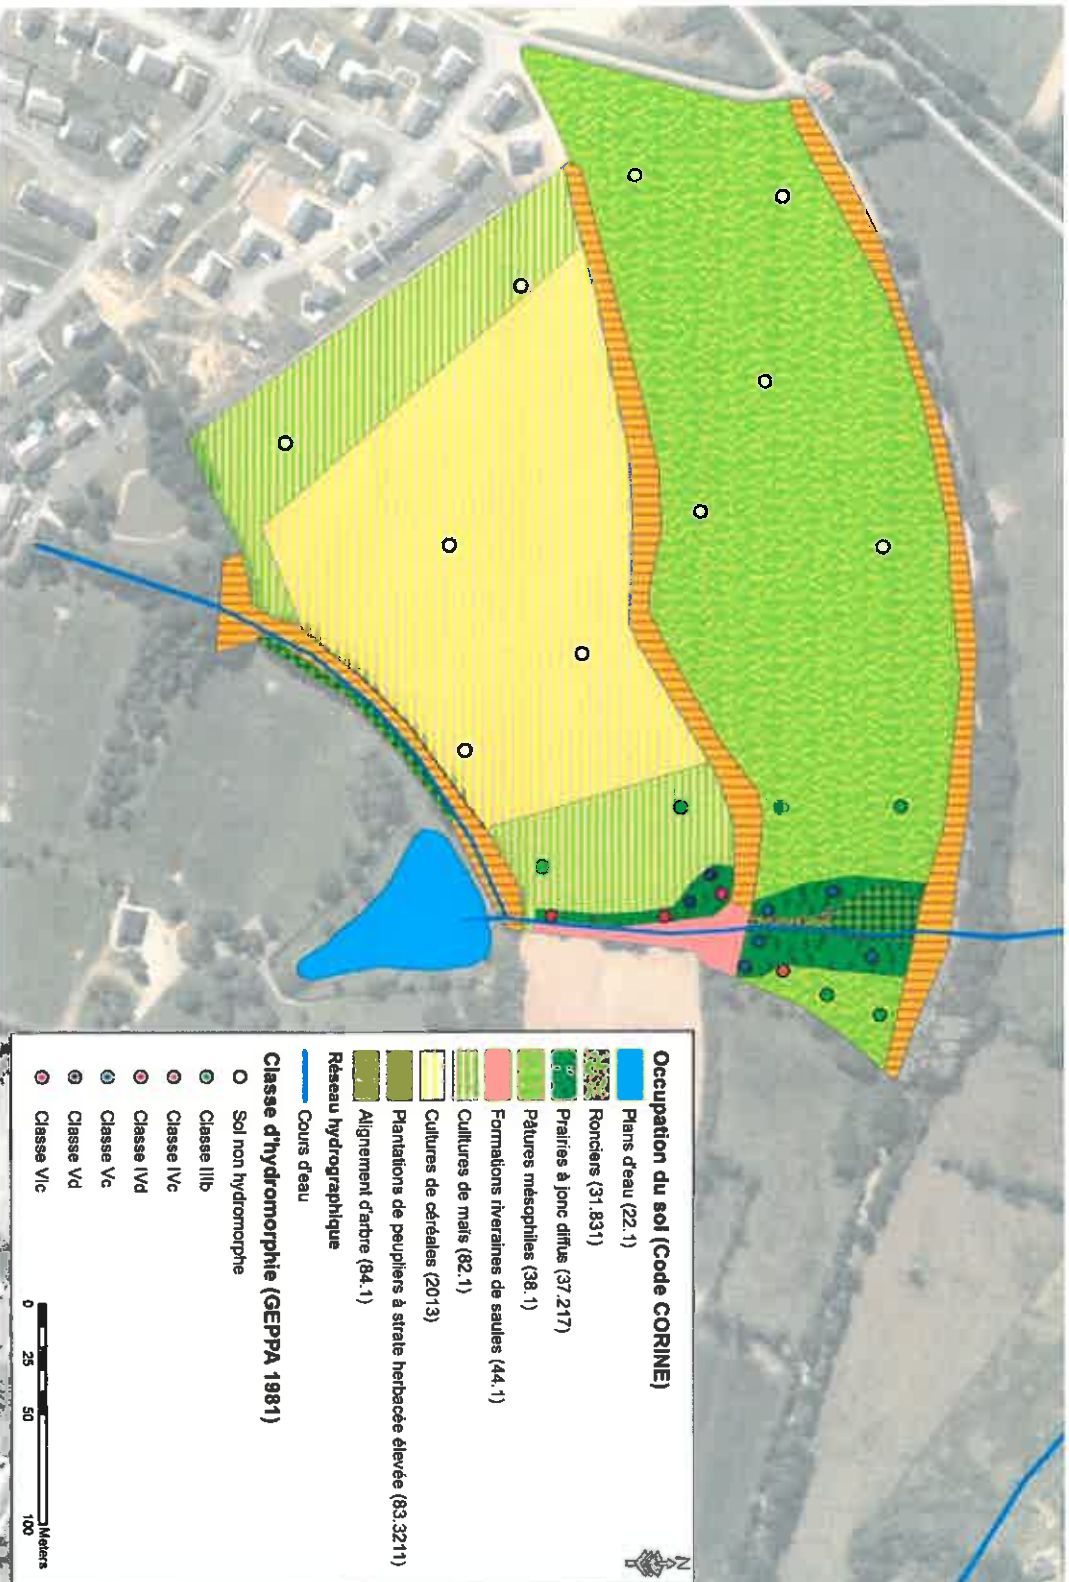 Occupation du sol (Code CORINE)
Plans d'eau (22.1)
Ronciers (31.831)
Prairies à jonc diffus (37.217)
Pâtures mésophiles (38.1)
Formations riveraines de saules (44.1)
Cultures de maïs (82.1)
Cultures de céréales (2013)
Plantations de peupliers à strate herbacée élevée (83.3211)
Alignement d'arbre (84.1)
Réseau hydrographique
Cours d'eau
Classe d'hydromorphie (GEPPA 1981)
Sol non hydromorphe
Classe IIIb
Classe IVc
Classe IVd
Classe Vc
Classe Vd
Classe VIc
N
0 25 50 100
Meters